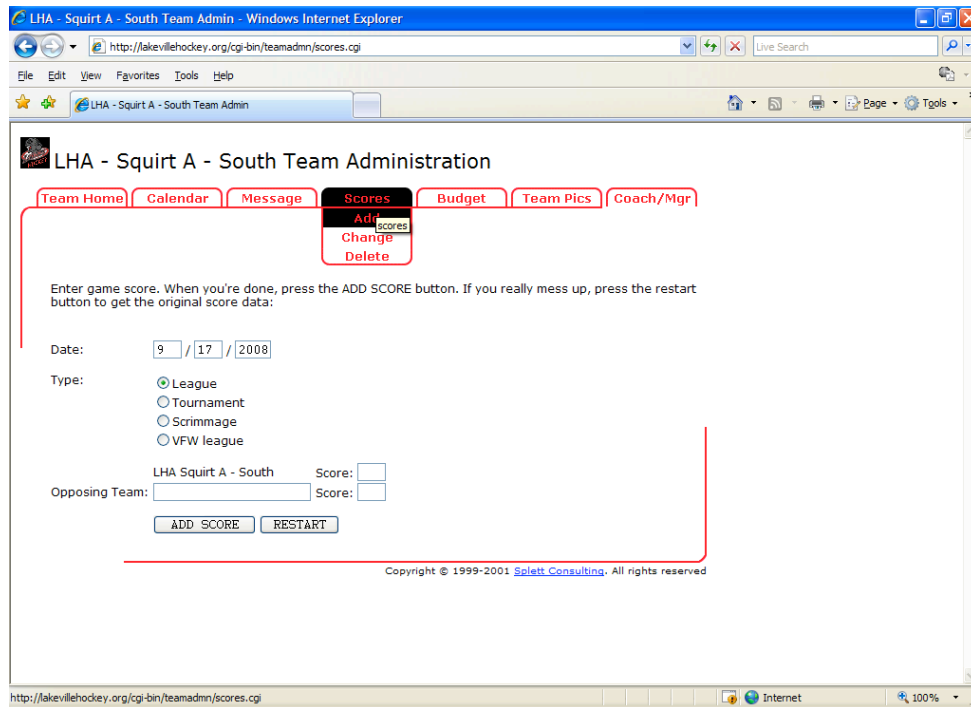 LHA - Squirt A - South Team Admin - Windows Internet Explorer
http://lakevillehockey.org/cgi-bin/teamadmn/scores.cgi Live Search
File Edit View Favorites Tools Help
LHA - Squirt A - South Team Admin Page Tools
LHA - Squirt A - South Team Administration
Team Home Calendar Message Scores Budget Team Pics Coach/Mgr
Add scores
Change
Delete
Enter game score. When you're done, press the ADD SCORE button. If you really mess up, press the restart
button to get the original score data:
Date: 9 / 17 / 2008
Type: League
Tournament
Scrimmage
VFW league
LHA Squirt A - South Score:
Opposing Team: Score:
ADD SCORE RESTART
Copyright © 1999-2001 Splett Consulting. All rights reserved
http://lakevillehockey.org/cgi-bin/teamadmn/scores.cgi Internet 100%